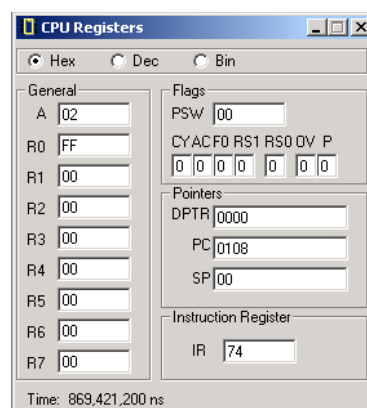 CPU Registers
Hex Dec Bin
General
A 02
R0 FF
R1 00
R2 00
R3 00
R4 00
R5 00
R6 00
R7 00
Flags
PSW 00
CY AC F0 RS1 RS0 OV P
0 0 0 0 0 0 0
Pointers
DPTR 0000
PC 0108
SP 00
Instruction Register
IR 74
Time: 869,421,200 ns